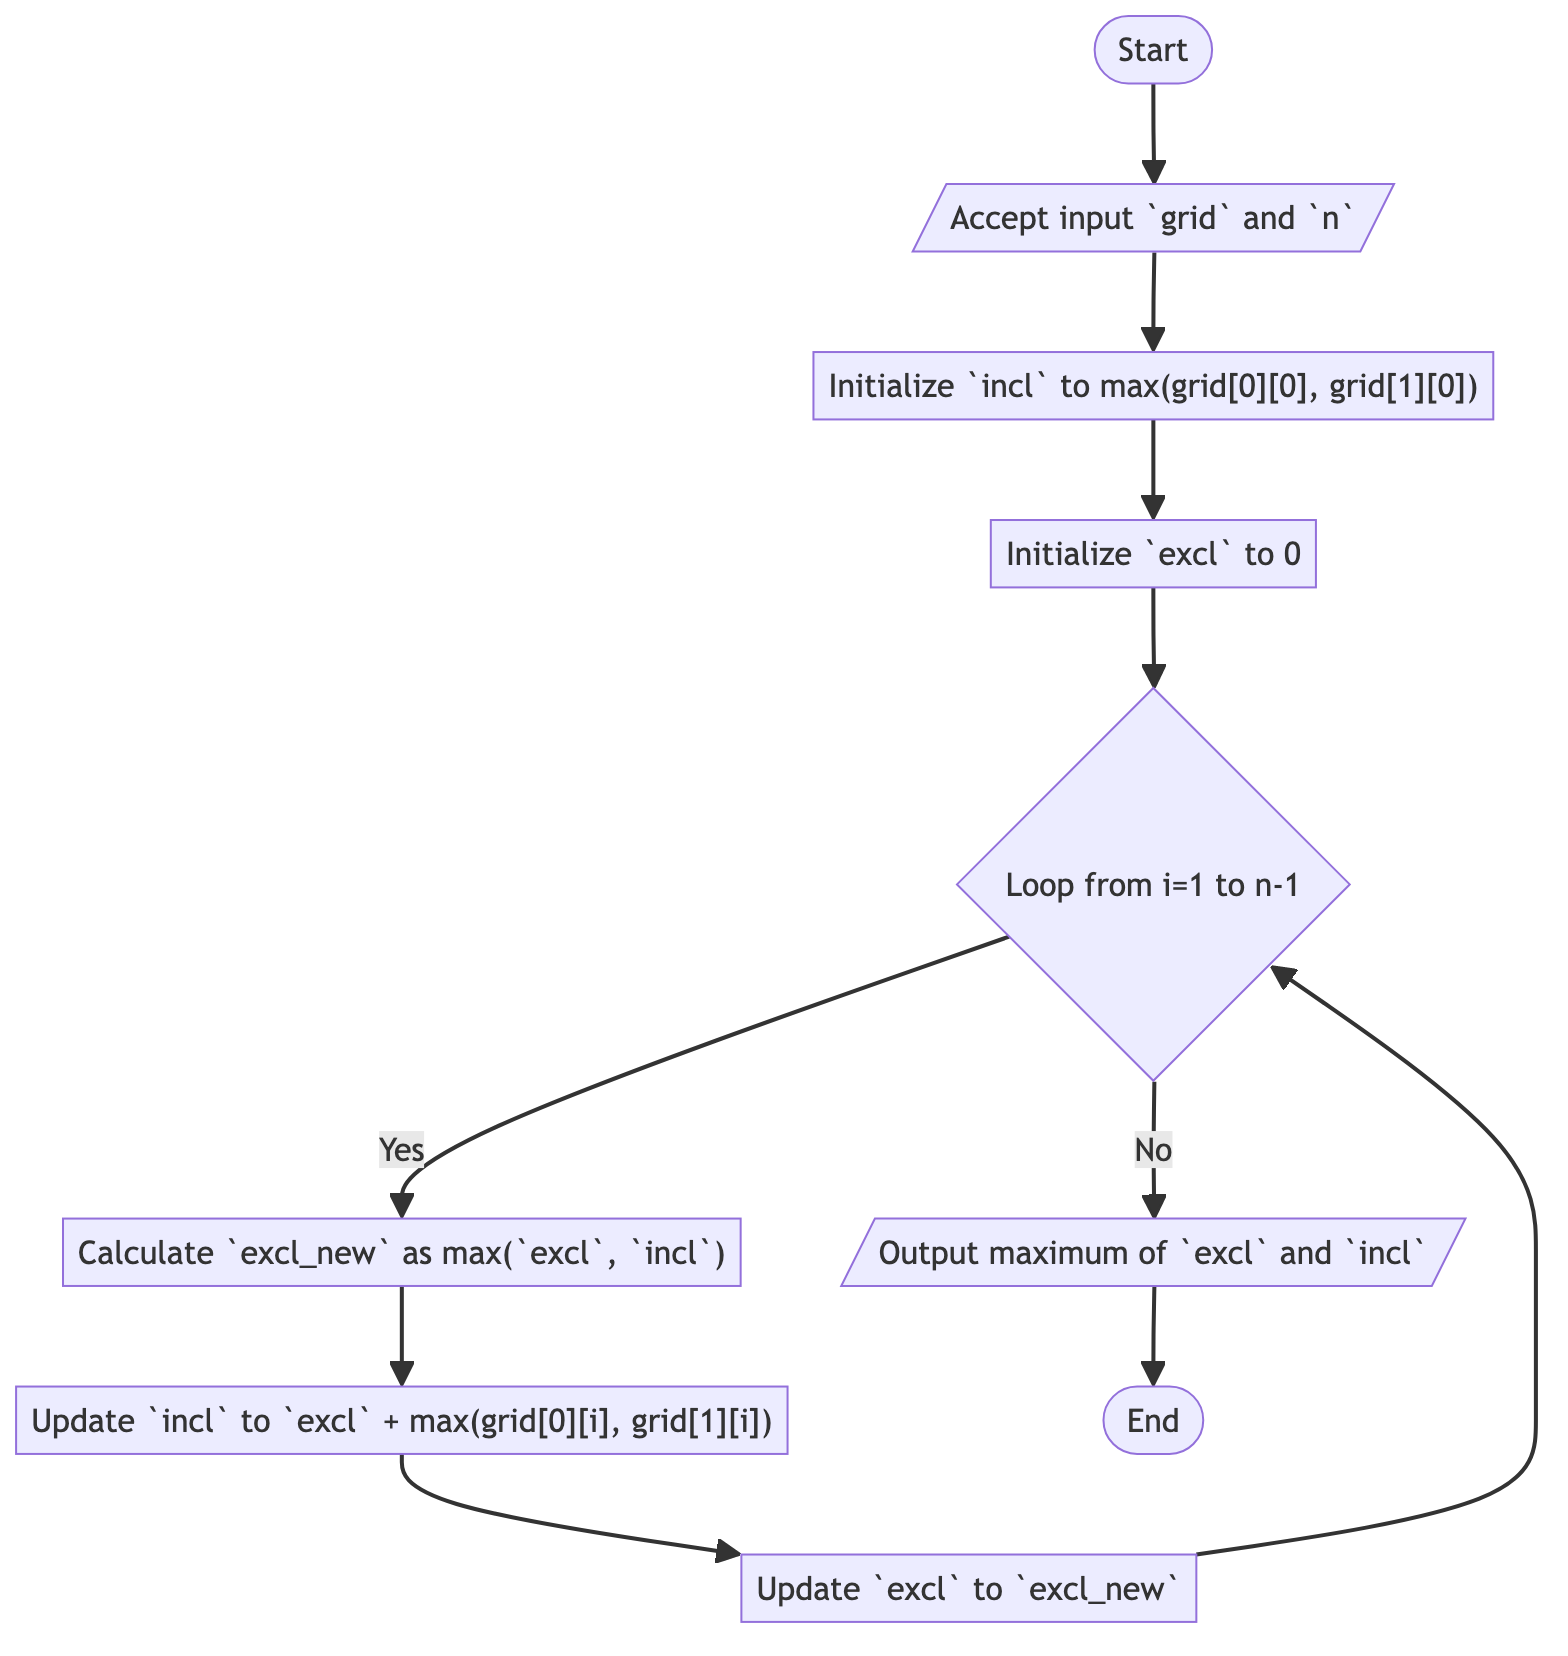 Start
Accept input `grid` and `n`
Initialize `incl` to max(grid[0][0], grid[1][0])
Initialize `excl` to 0
Loop from i=1 to n-1
Yes
No
Calculate `excl_new` as max(`excl`, `incl`)
Output maximum of `excl` and `incl`
Update `incl` to `excl` + max(grid[0][i], grid[1][i])
End
Update `excl` to `excl_new`